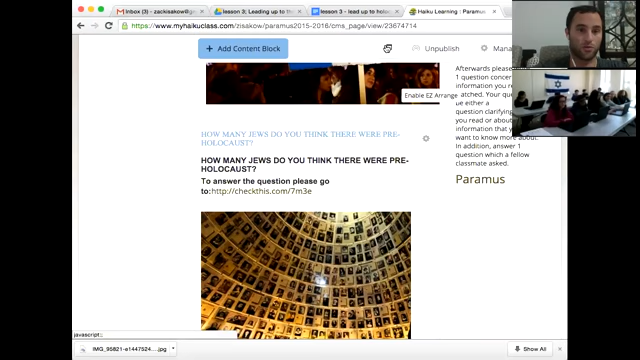 Inbox (3) - zackisakow@g
lesson 3; Leading up to th
lesson 3 - lead up to holoc
Haiku Learning : Paramus
https://www.myhaikuclass.com/zisakow/paramus2015-2016/cms_page/view/23674714
Add Content Block
Unpublish
Mana
Enable EZ Arrange
HOW MANY JEWS DO YOU THINK THERE WERE PRE-
HOLOCAUST?
HOW MANY JEWS DO YOU THINK THERE WERE PRE-
HOLOCAUST?
To answer the question please go
to:http://checkthis.com/7m3e
Afterwards please
1 question concer
information you re
atched. Your que
ue either a
question clarifying
you read or about
information that y
want to know more about.
In addition, answer 1
question which a fellow
classmate asked.
Paramus
javascript:;
IMG_95821-e1447524....jpg
Show All